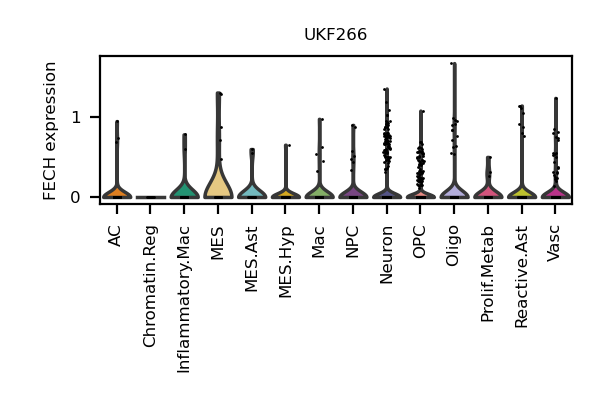 UKF266
FECH expression
1
0
AC
Chromatin.Reg
Inflammatory.Mac
MES
MES.Ast
MES.Hyp
Mac
NPC
Neuron
OPC
Oligo
Prolif.Metab
Reactive.Ast
Vasc